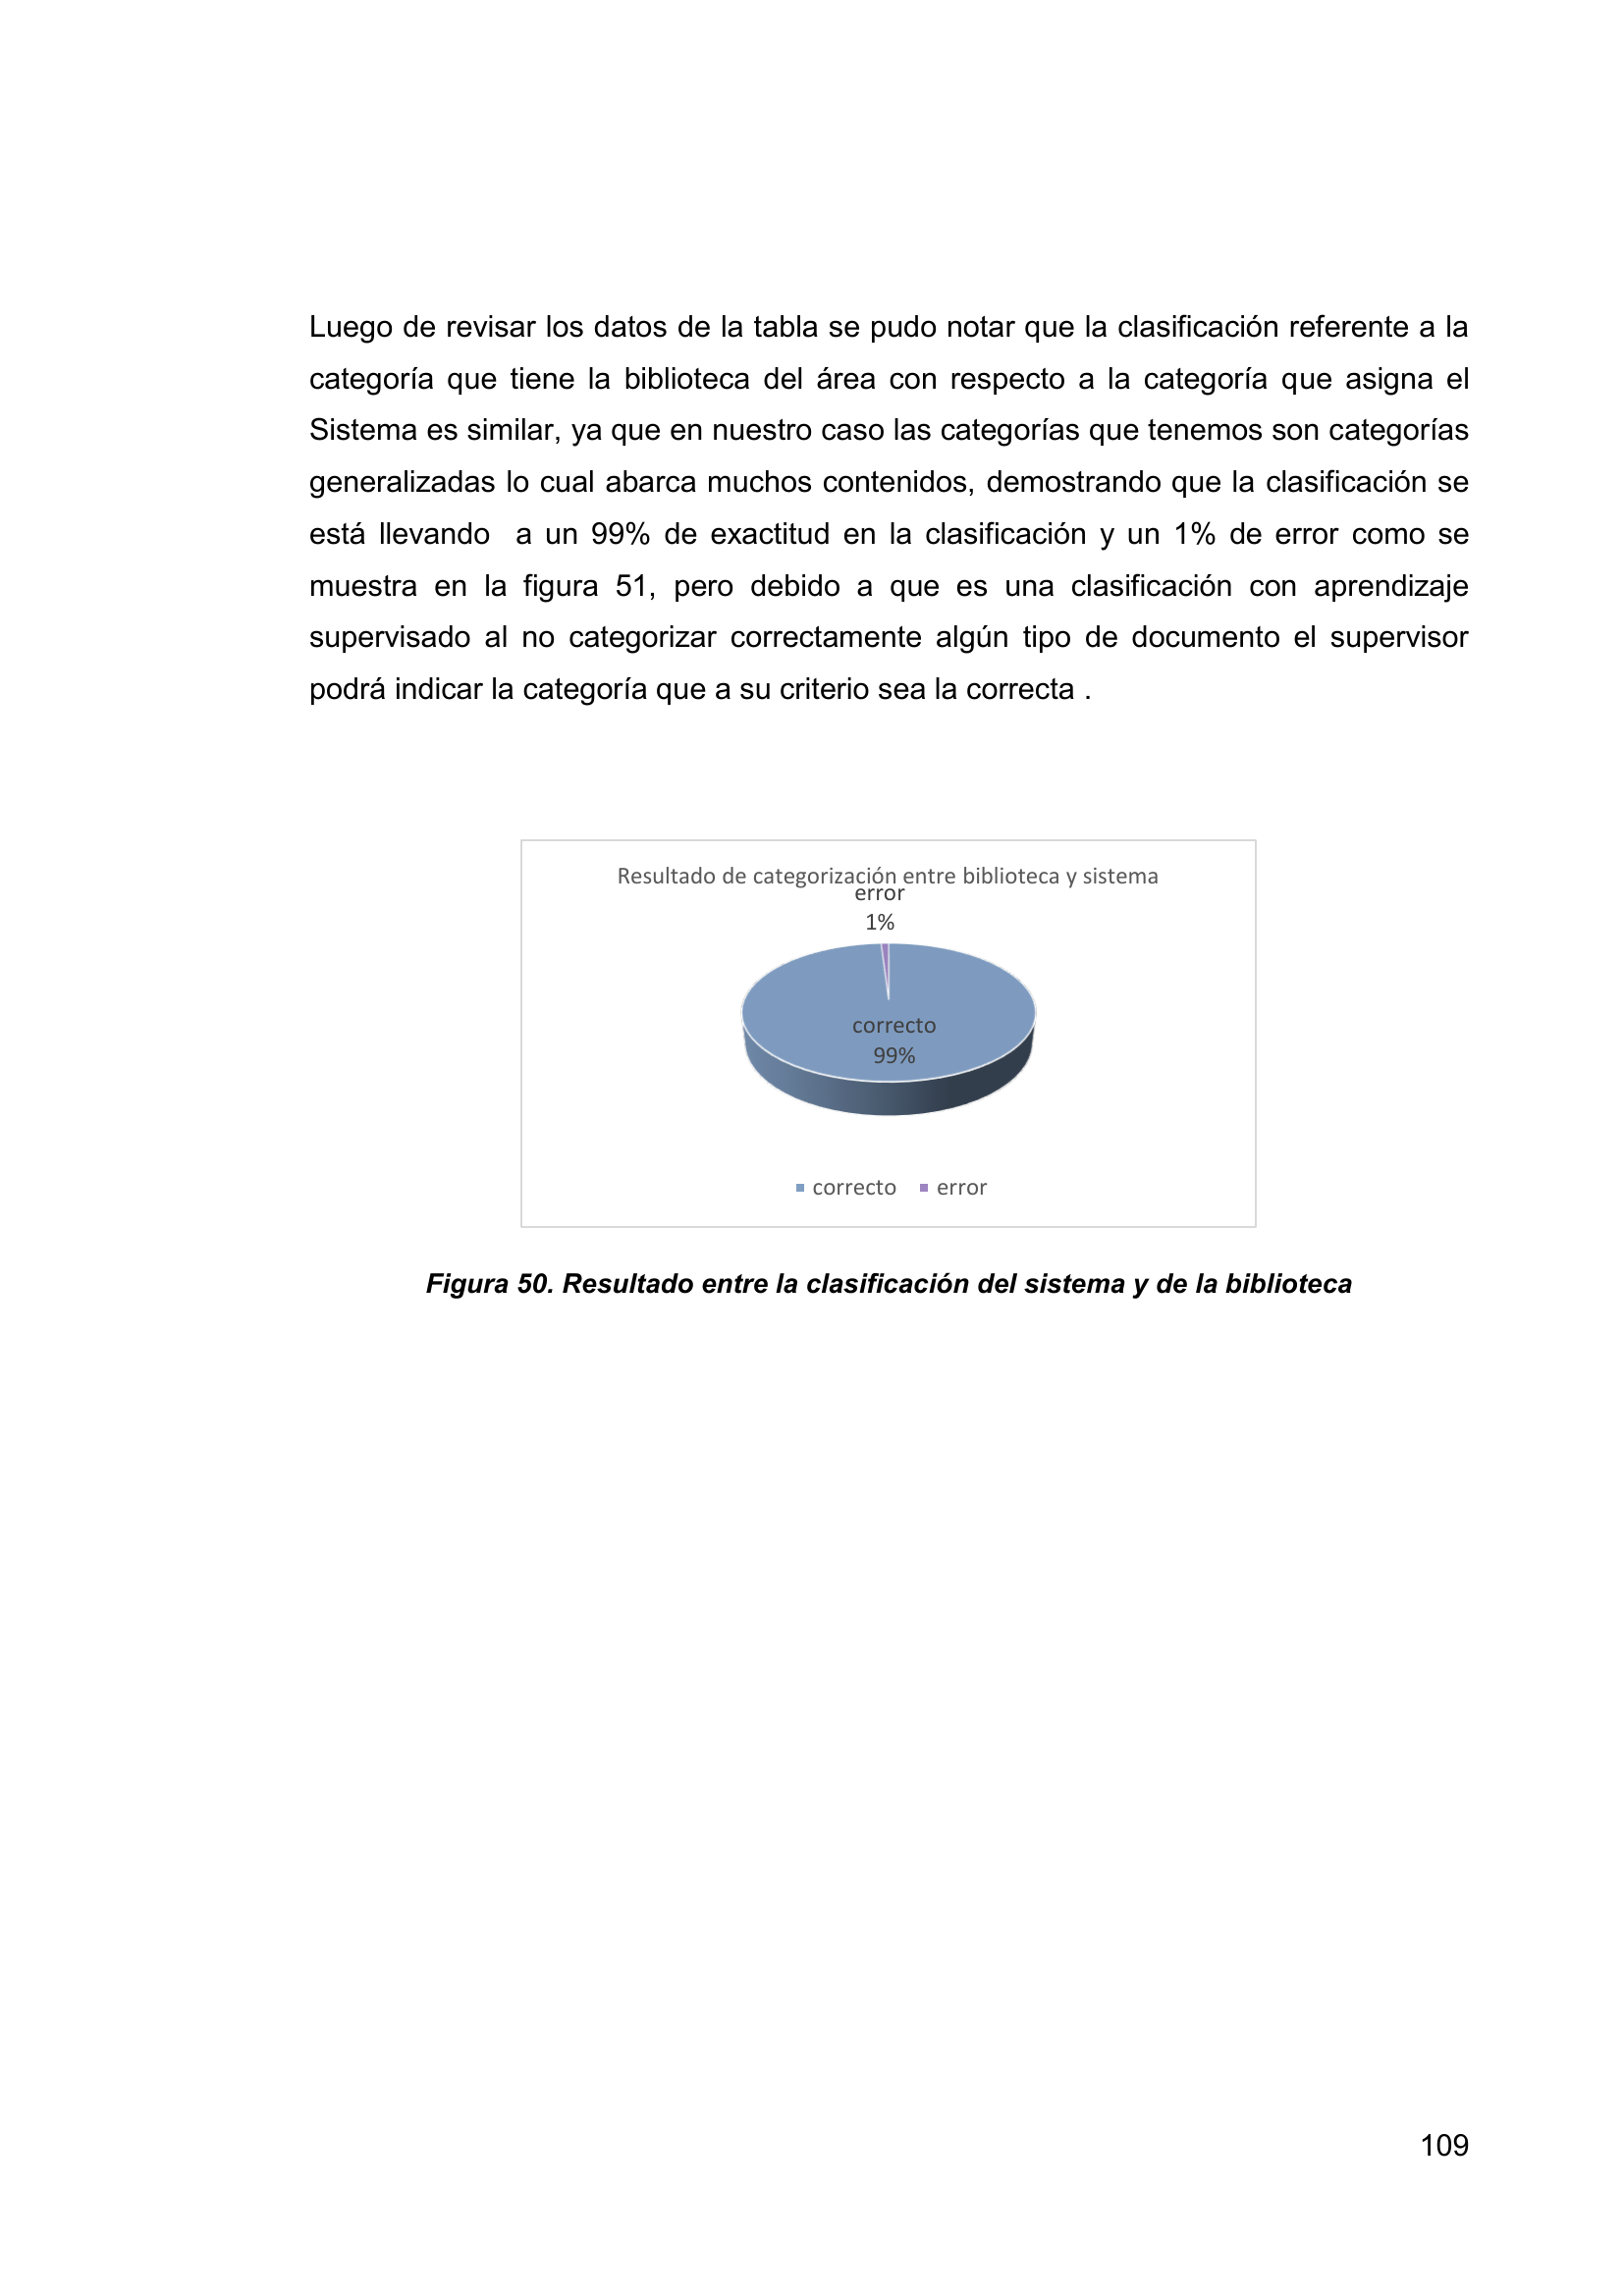 Luego de revisar los datos de la tabla se pudo notar que la clasificación referente a la
categoría que tiene la biblioteca del área con respecto a la categoría que asigna el
Sistema es similar, ya que en nuestro caso las categorías que tenemos son categorías
generalizadas lo cual abarca muchos contenidos, demostrando que la clasificación se
está llevando  a un 99% de exactitud en la clasificación y un 1% de error como se
muestra en la figura 51, pero debido a que es una clasificación con aprendizaje
supervisado al no categorizar correctamente algún tipo de documento el supervisor
podrá indicar la categoría que a su criterio sea la correcta .
Resultado de categorización entre biblioteca y sistema
error
1%
correcto
99%
correcto error
Figura 50. Resultado entre la clasificación del sistema y de la biblioteca
109